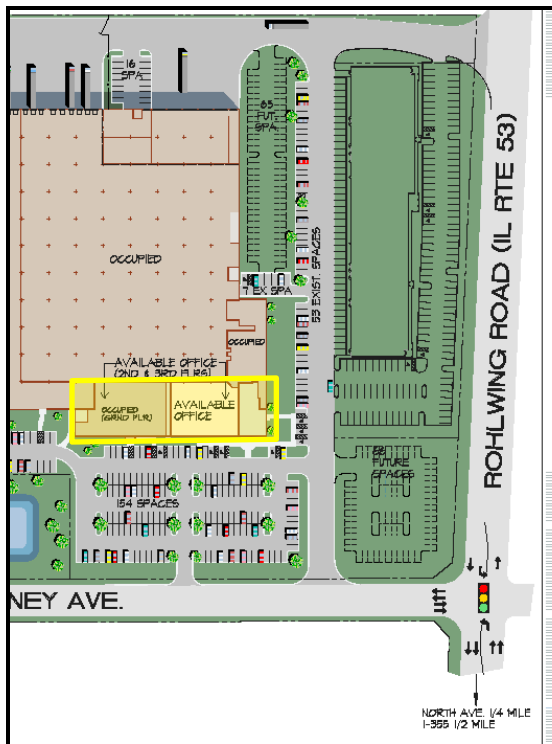 16
SPA
65
FUT.
SPA
OCCUPIED
7 EX SPA
53 EXIST. SPACES
ROHLWING ROAD (IL RTE 53)
OCCUPIED
AVAILABLE OFFICE
(2ND & 3RD FLRS)
OCCUPIED
(GRND FLR)
AVAILABLE
OFFICE
154 SPACES
FUTURE
SPACES
NEY AVE.
NORTH AVE. 1/4 MILE
I-355 1/2 MILE